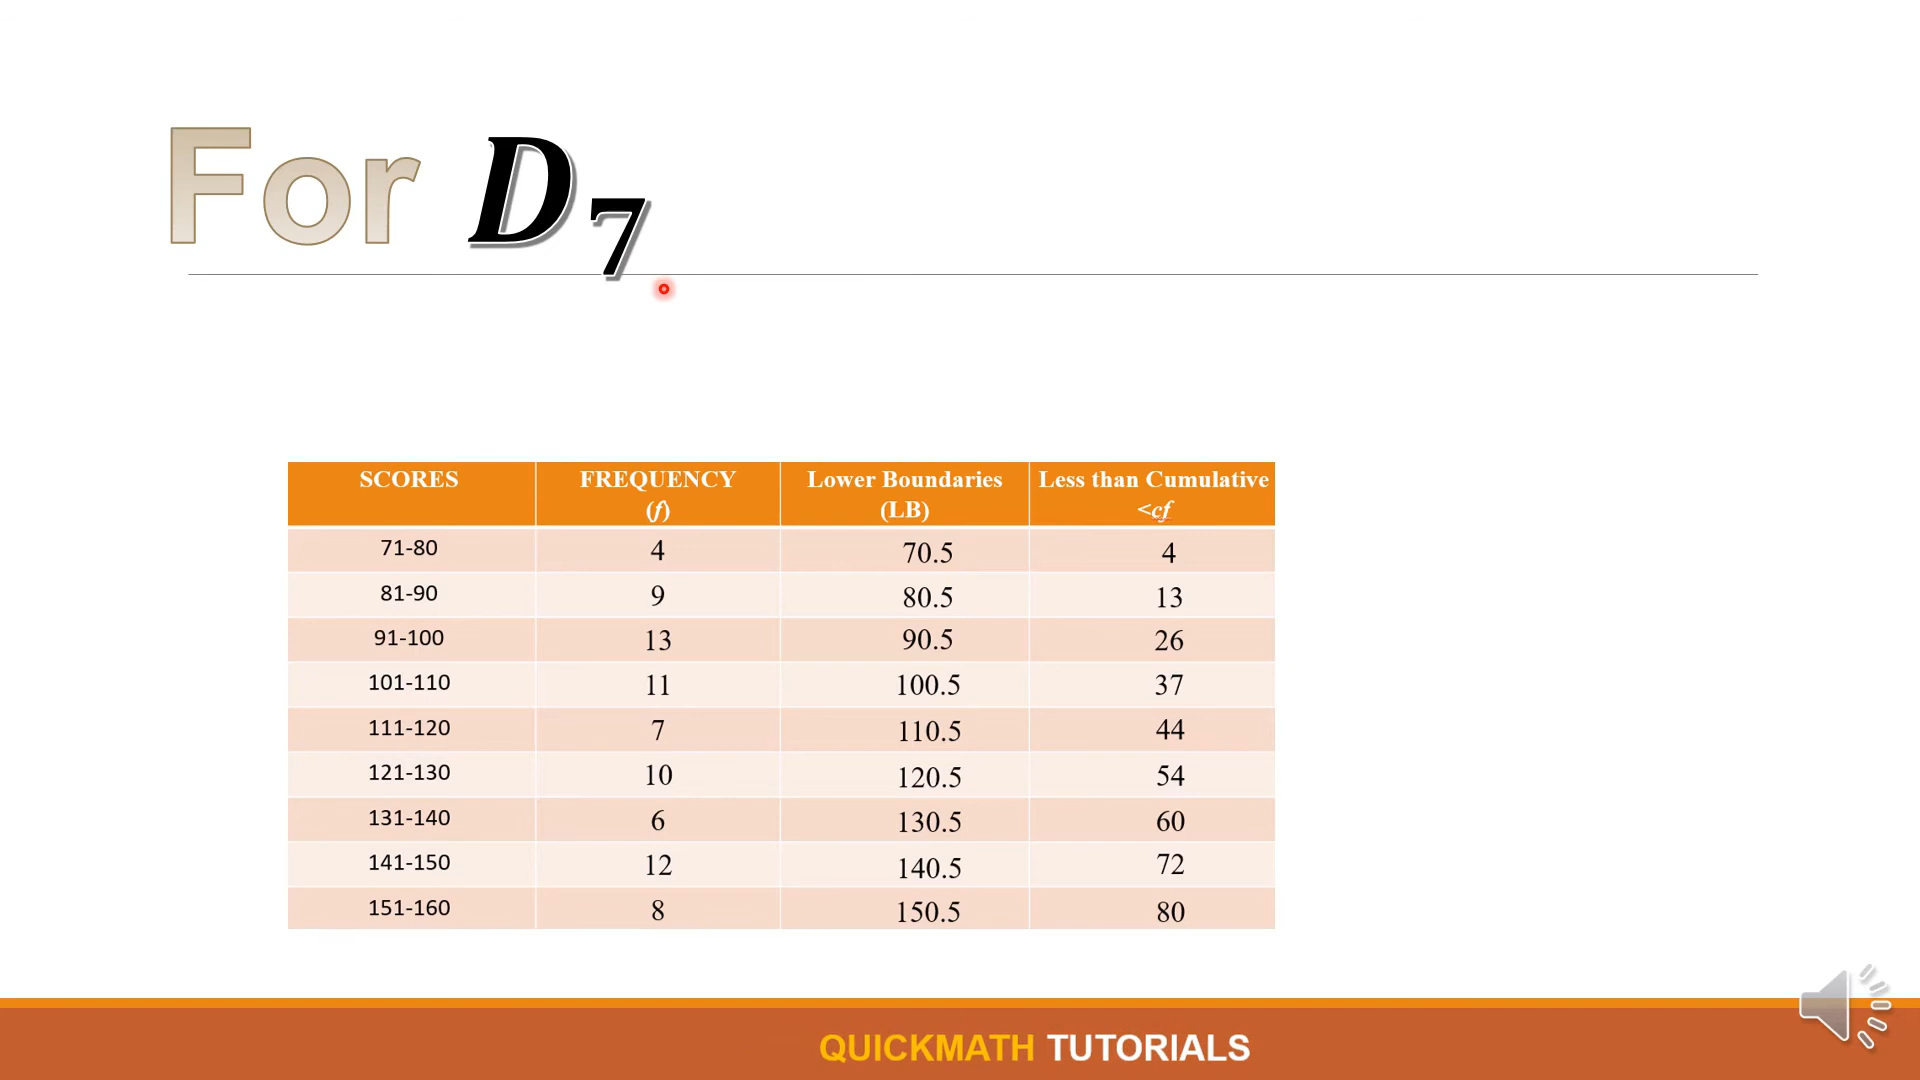 For D7
SCORES FREQUENCY (f) Lower Boundaries (LB) Less than Cumulative <cf
71-80 4 70.5 4
81-90 9 80.5 13
91-100 13 90.5 26
101-110 11 100.5 37
111-120 7 110.5 44
121-130 10 120.5 54
131-140 6 130.5 60
141-150 12 140.5 72
151-160 8 150.5 80
QUICKMATH TUTORIALS